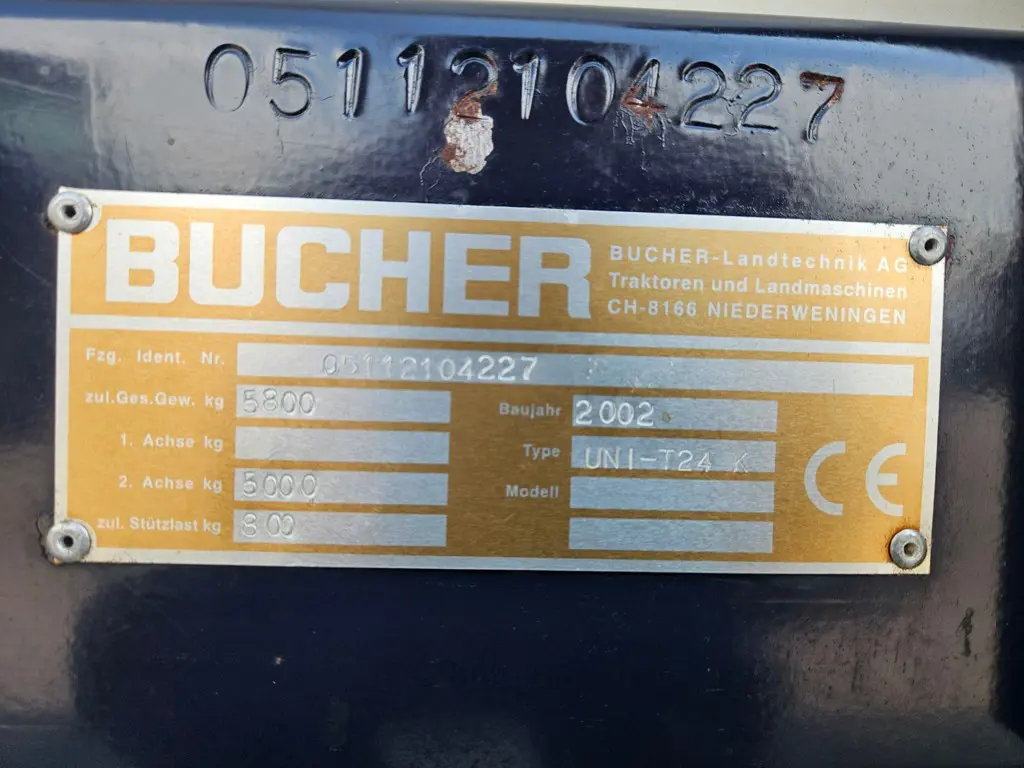 05112104227
BUCHER
BUCHER-Landtechnik AG
Traktoren und Landmaschinen
CH-8166 NIEDERWENINGEN
Fzg. Ident. Nr. 05112104227
zul.Ges.Gew. kg 5800 Baujahr 2002
1. Achse kg Type UNI-T24 K
2. Achse kg 5000 Modell
zul. Stützlast kg 800
CE